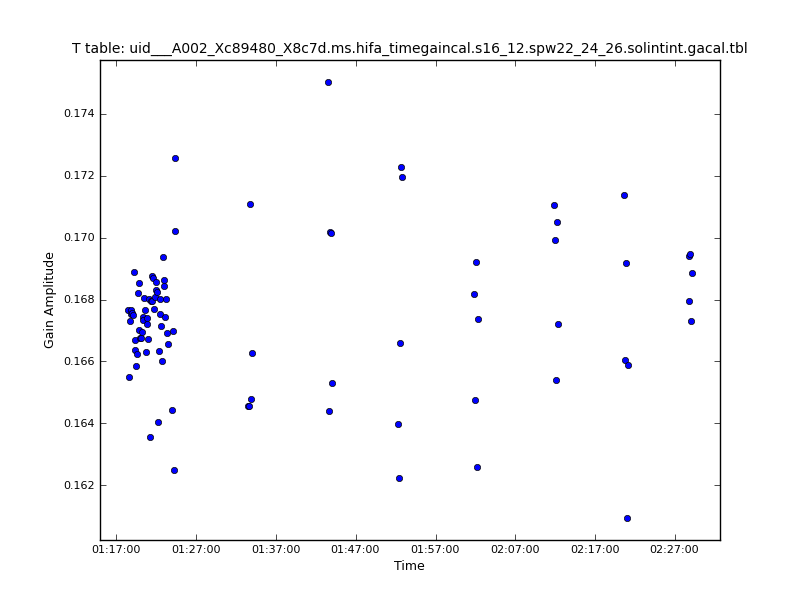 T table: uid___A002_Xc89480_X8c7d.ms.hifa_timegaincal.s16_12.spw22_24_26.solintint.gacal.tbl
0.174
0.172
0.170
0.168
0.166
0.164
0.162
Gain Amplitude
01:17:00 01:27:00 01:37:00 01:47:00 01:57:00 02:07:00 02:17:00 02:27:00
Time